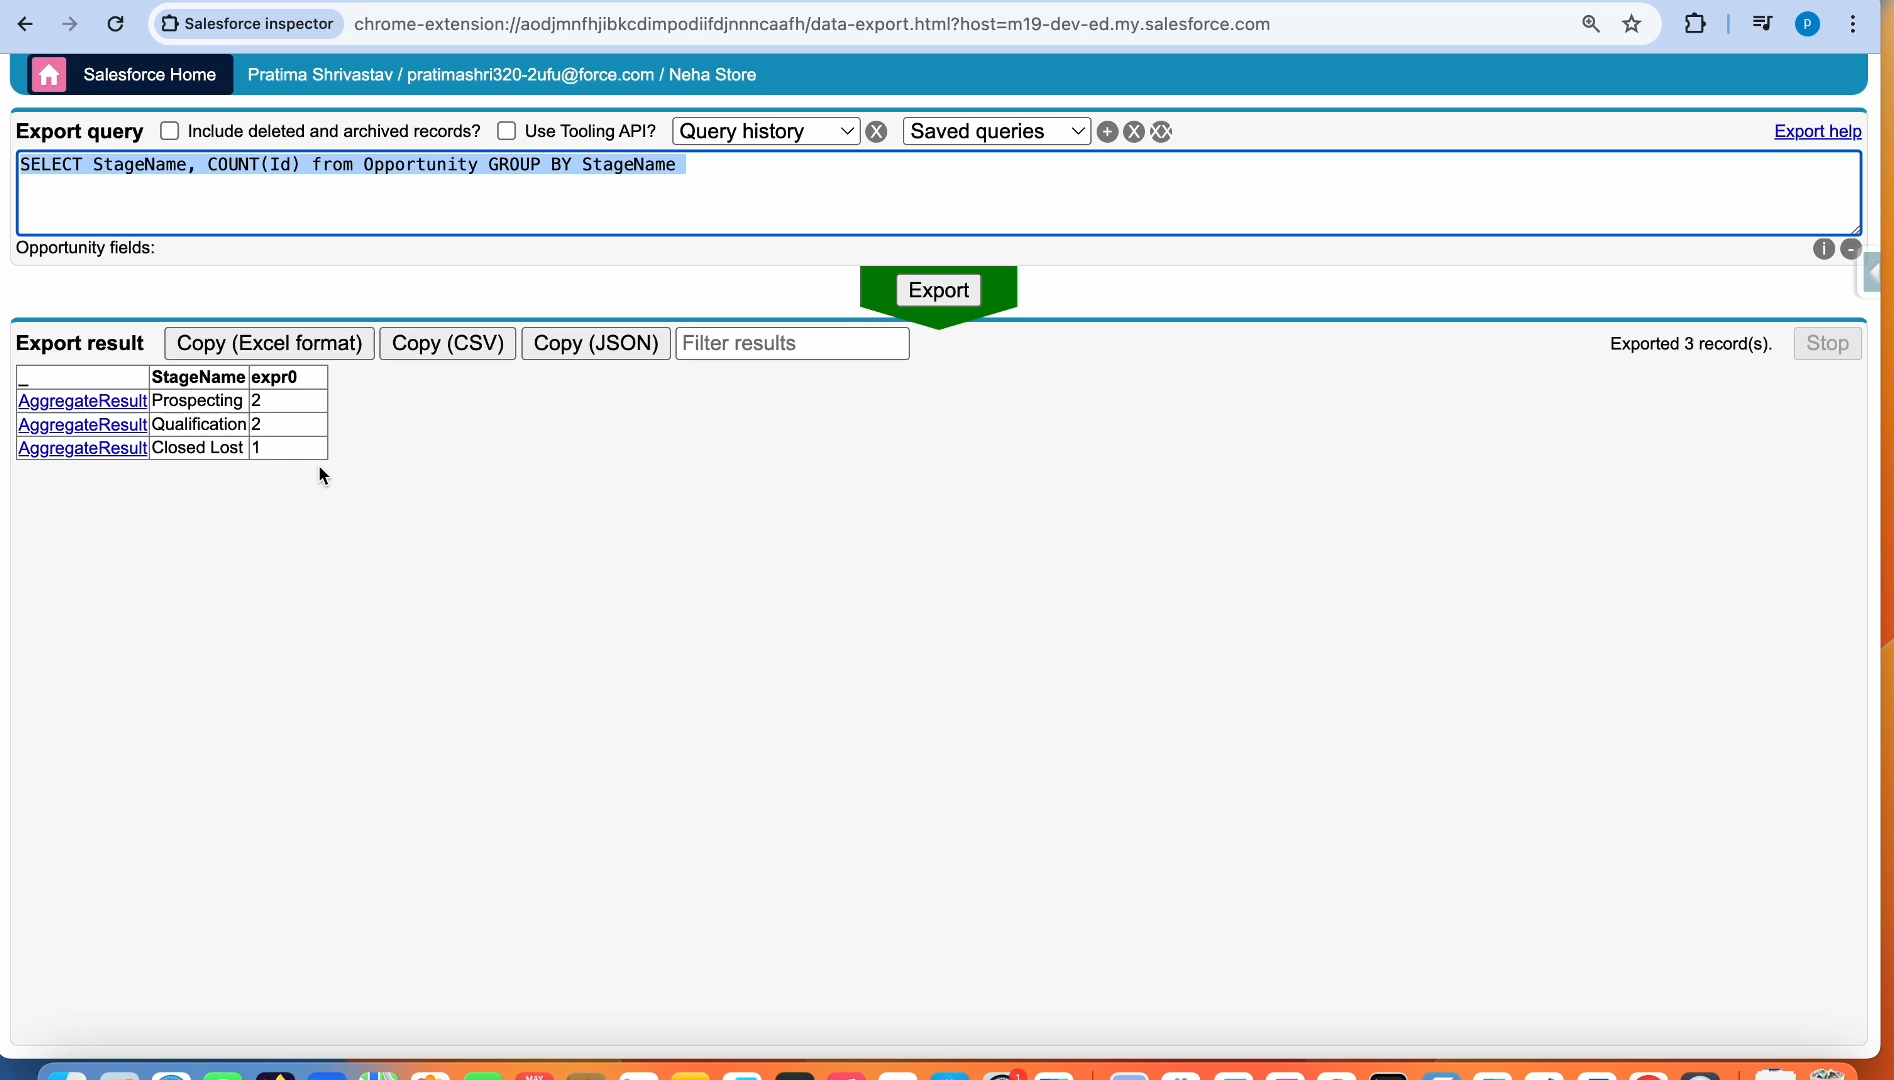 Salesforce inspector chrome-extension://aodjmnfhjibkcdimpodiifdjnnncaafh/data-export.html?host=m19-dev-ed.my.salesforce.com P
Salesforce Home Pratima Shrivastav / pratimashri320-2ufu@force.com / Neha Store
Export query Include deleted and archived records? Use Tooling API? Query history X Saved queries + X XX Export help
SELECT StageName, COUNT(Id) from Opportunity GROUP BY StageName
Opportunity fields: i -
Export
Export result Copy (Excel format) Copy (CSV) Copy (JSON) Filter results Exported 3 record(s). Stop
_ StageName expr0
AggregateResult Prospecting 2
AggregateResult Qualification 2
AggregateResult Closed Lost 1
MAY 1